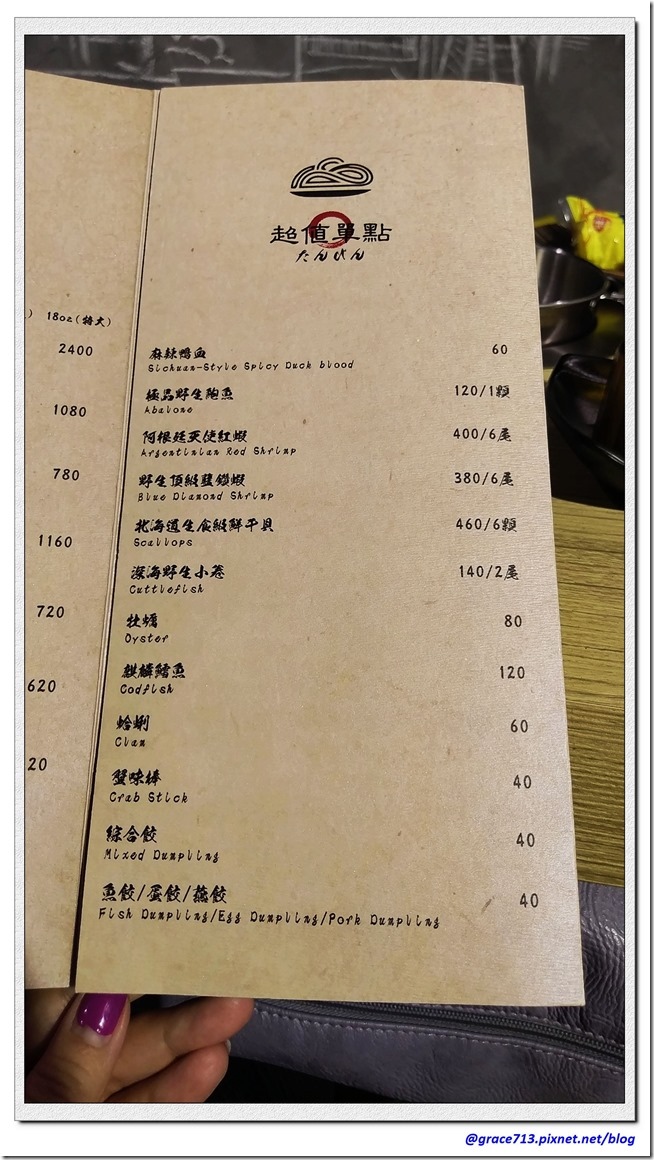 18oz(特大)
2400
1080
780
1160
720
620
20
超值單點
たんぴん
麻辣鴨血 60
Sichuan-Style Spicy Duck blood
極品野生鮑魚 120/1顆
Abalone
阿根廷天使紅蝦 400/6尾
Argentinian Red Shrimp
野生頂級藍鑽蝦 380/6尾
Blue Diamond Shrimp
北海道生食級鮮干貝 460/6顆
Scallops
深海野生小卷 140/2尾
Cuttlefish
牡蠣 80
Oyster
麒麟鱈魚 120
Codfish
蛤蜊 60
Clam
蟹味棒 40
Crab Stick
綜合餃 40
Mixed Dumpling
魚餃/蛋餃/燕餃 40
Fish Dumpling/Egg Dumpling/Pork Dumpling
@grace713.pixnet.net/blog